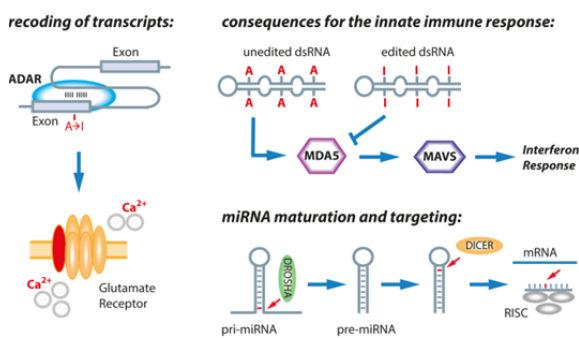 recoding of transcripts:
Exon
ADAR
Exon
A→I
Ca²⁺
Ca²⁺
Glutamate
Receptor
consequences for the innate immune response:
unedited dsRNA
edited dsRNA
A A A
I I I
A A A
I I I
MDA5
MAVS
Interferon
Response
miRNA maturation and targeting:
DROSHA
DICER
mRNA
RISC
pri-miRNA
pre-miRNA